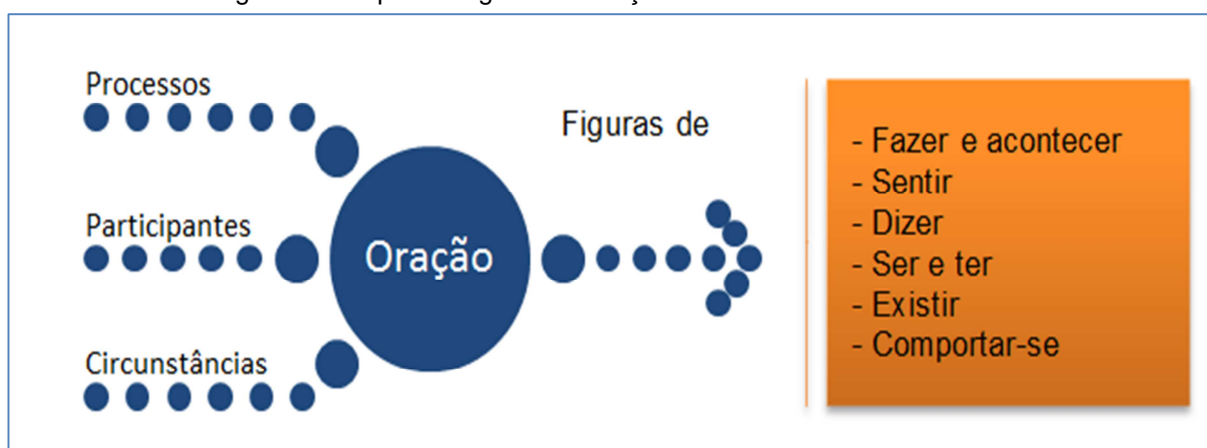 Processos
Participantes
Circunstâncias
Oração
Figuras de
- Fazer e acontecer
- Sentir
- Dizer
- Ser e ter
- Existir
- Comportar-se